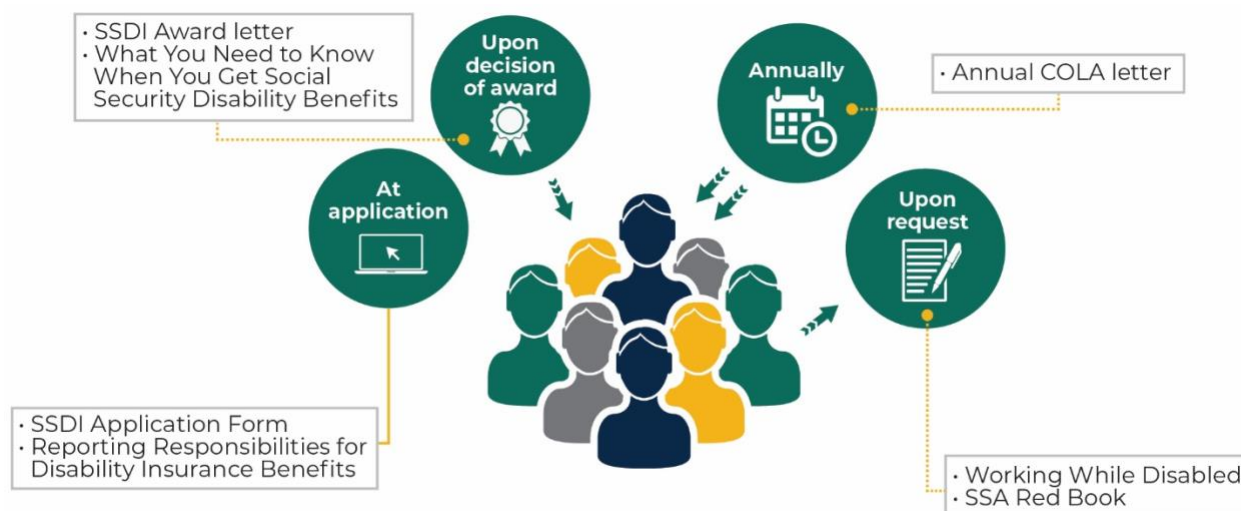 • SSDI Award letter
• What You Need to Know
When You Get Social
Security Disability Benefits
Upon
decision
of award
Annually
• Annual COLA letter
At
application
Upon
request
• SSDI Application Form
• Reporting Responsibilities for
Disability Insurance Benefits
• Working While Disabled
• SSA Red Book